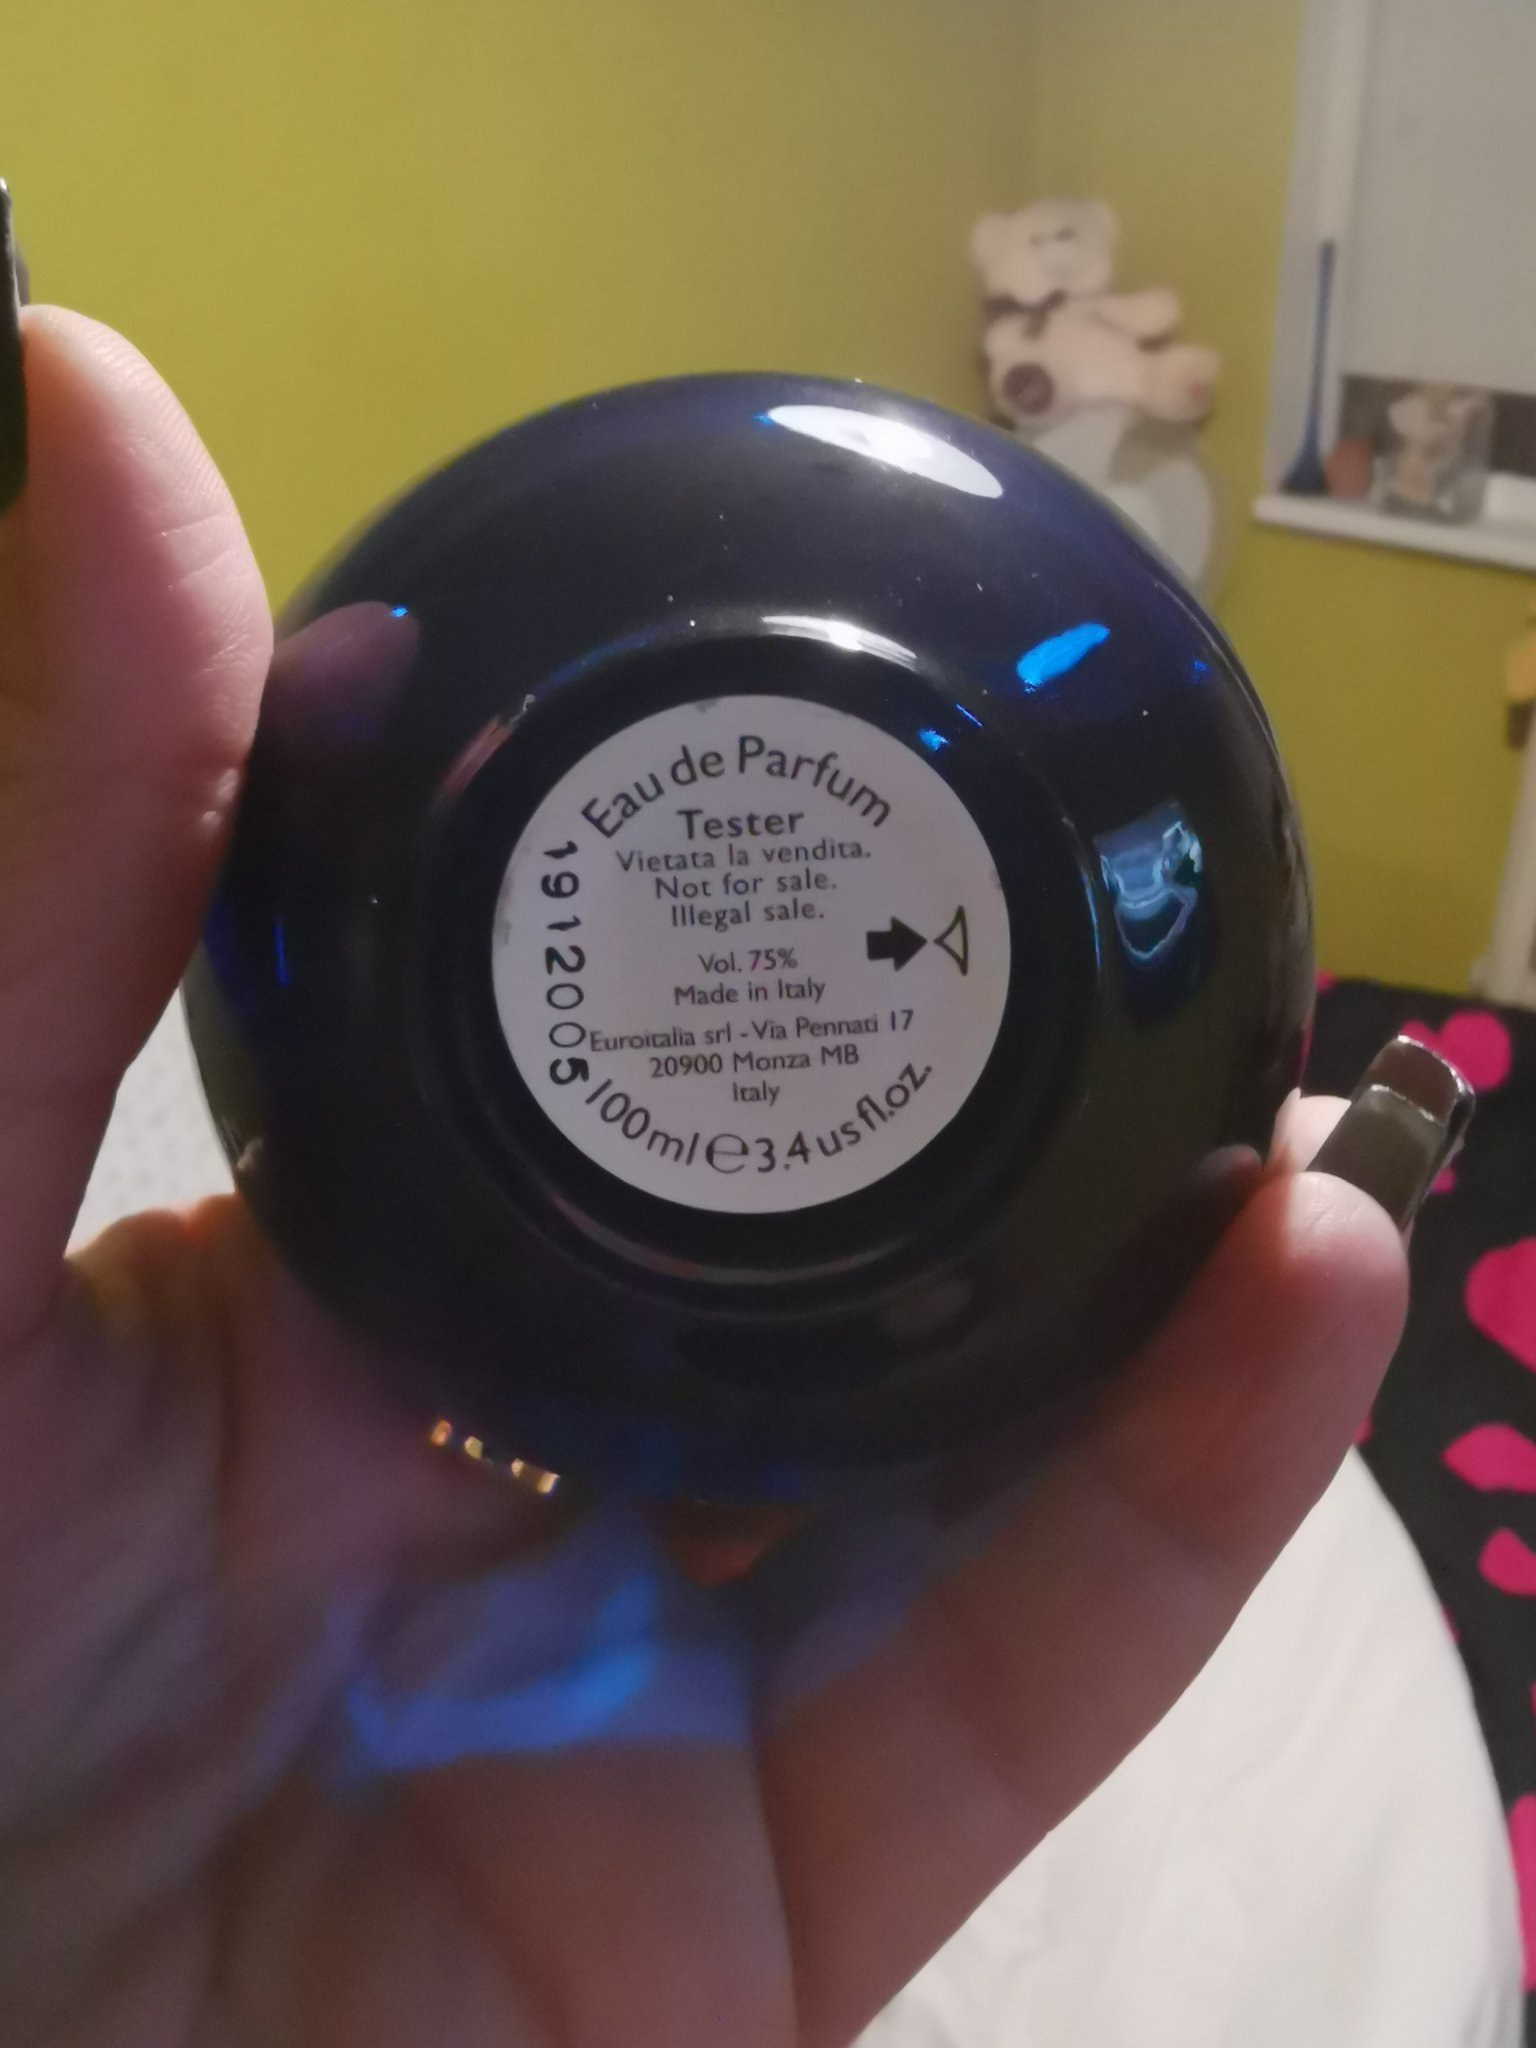 Eau de Parfum
Tester
Vietata la vendita.
Not for sale.
Illegal sale.
Vol. 75%
Made in Italy
Euroitalia srl - Via Pennati 17
20900 Monza MB
Italy
100ml e 3.4 us fl.oz.
1912005